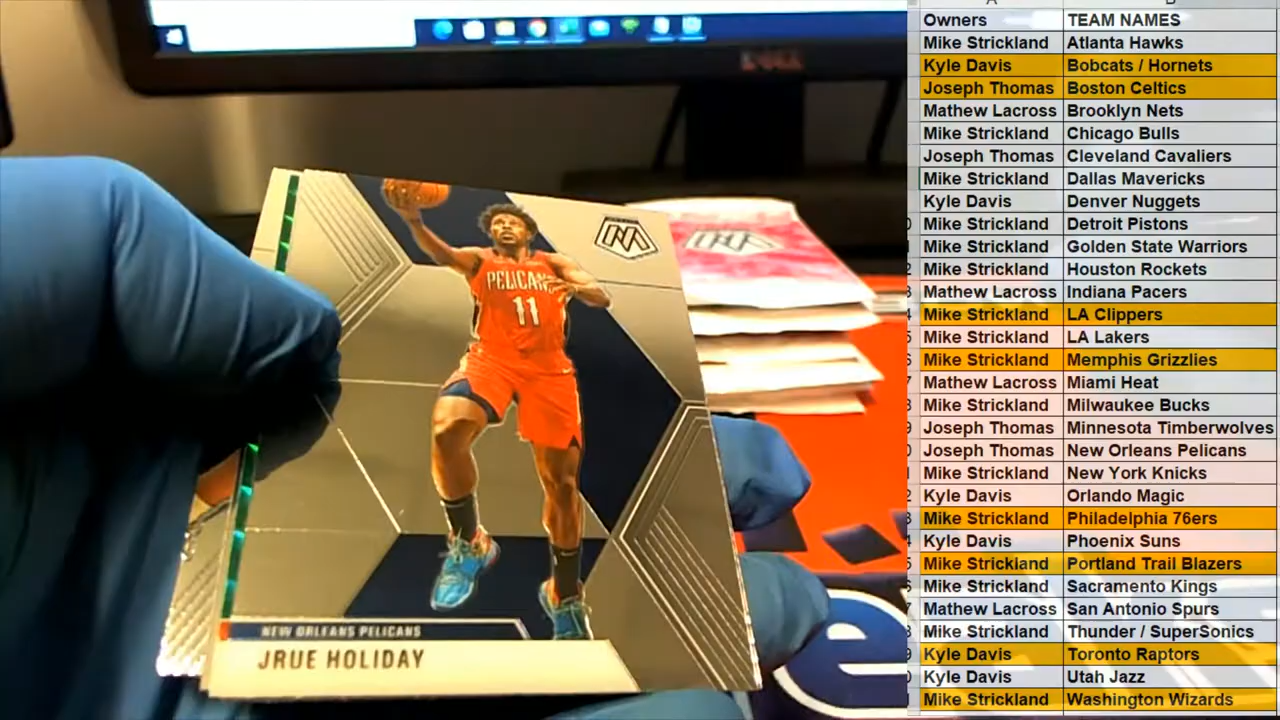 DELL
PELICANS
11
NEW ORLEANS PELICANS
JRUE HOLIDAY
Owners TEAM NAMES
Mike Strickland Atlanta Hawks
Kyle Davis Bobcats / Hornets
Joseph Thomas Boston Celtics
Mathew Lacross Brooklyn Nets
Mike Strickland Chicago Bulls
Joseph Thomas Cleveland Cavaliers
Mike Strickland Dallas Mavericks
Kyle Davis Denver Nuggets
Mike Strickland Detroit Pistons
Mike Strickland Golden State Warriors
Mike Strickland Houston Rockets
Mathew Lacross Indiana Pacers
Mike Strickland LA Clippers
Mike Strickland LA Lakers
Mike Strickland Memphis Grizzlies
Mathew Lacross Miami Heat
Mike Strickland Milwaukee Bucks
Joseph Thomas Minnesota Timberwolves
Joseph Thomas New Orleans Pelicans
Mike Strickland New York Knicks
Kyle Davis Orlando Magic
Mike Strickland Philadelphia 76ers
Kyle Davis Phoenix Suns
Mike Strickland Portland Trail Blazers
Mike Strickland Sacramento Kings
Mathew Lacross San Antonio Spurs
Mike Strickland Thunder / SuperSonics
Kyle Davis Toronto Raptors
Kyle Davis Utah Jazz
Mike Strickland Washington Wizards